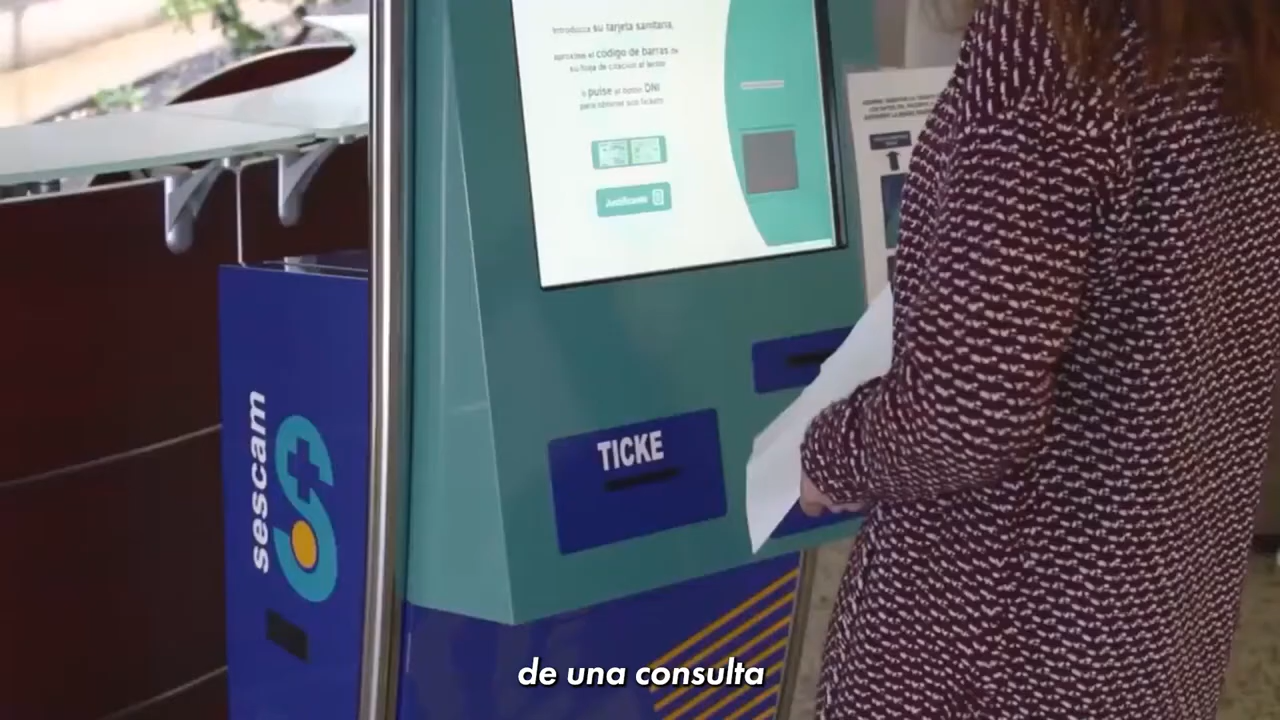 Introduzca su tarjeta sanitaria,
aproxime el código de barras de
su hoja de citación al lector
o pulse el botón DNI
para obtener sus tickets
Justificante
TICKE
sescam
de una consulta